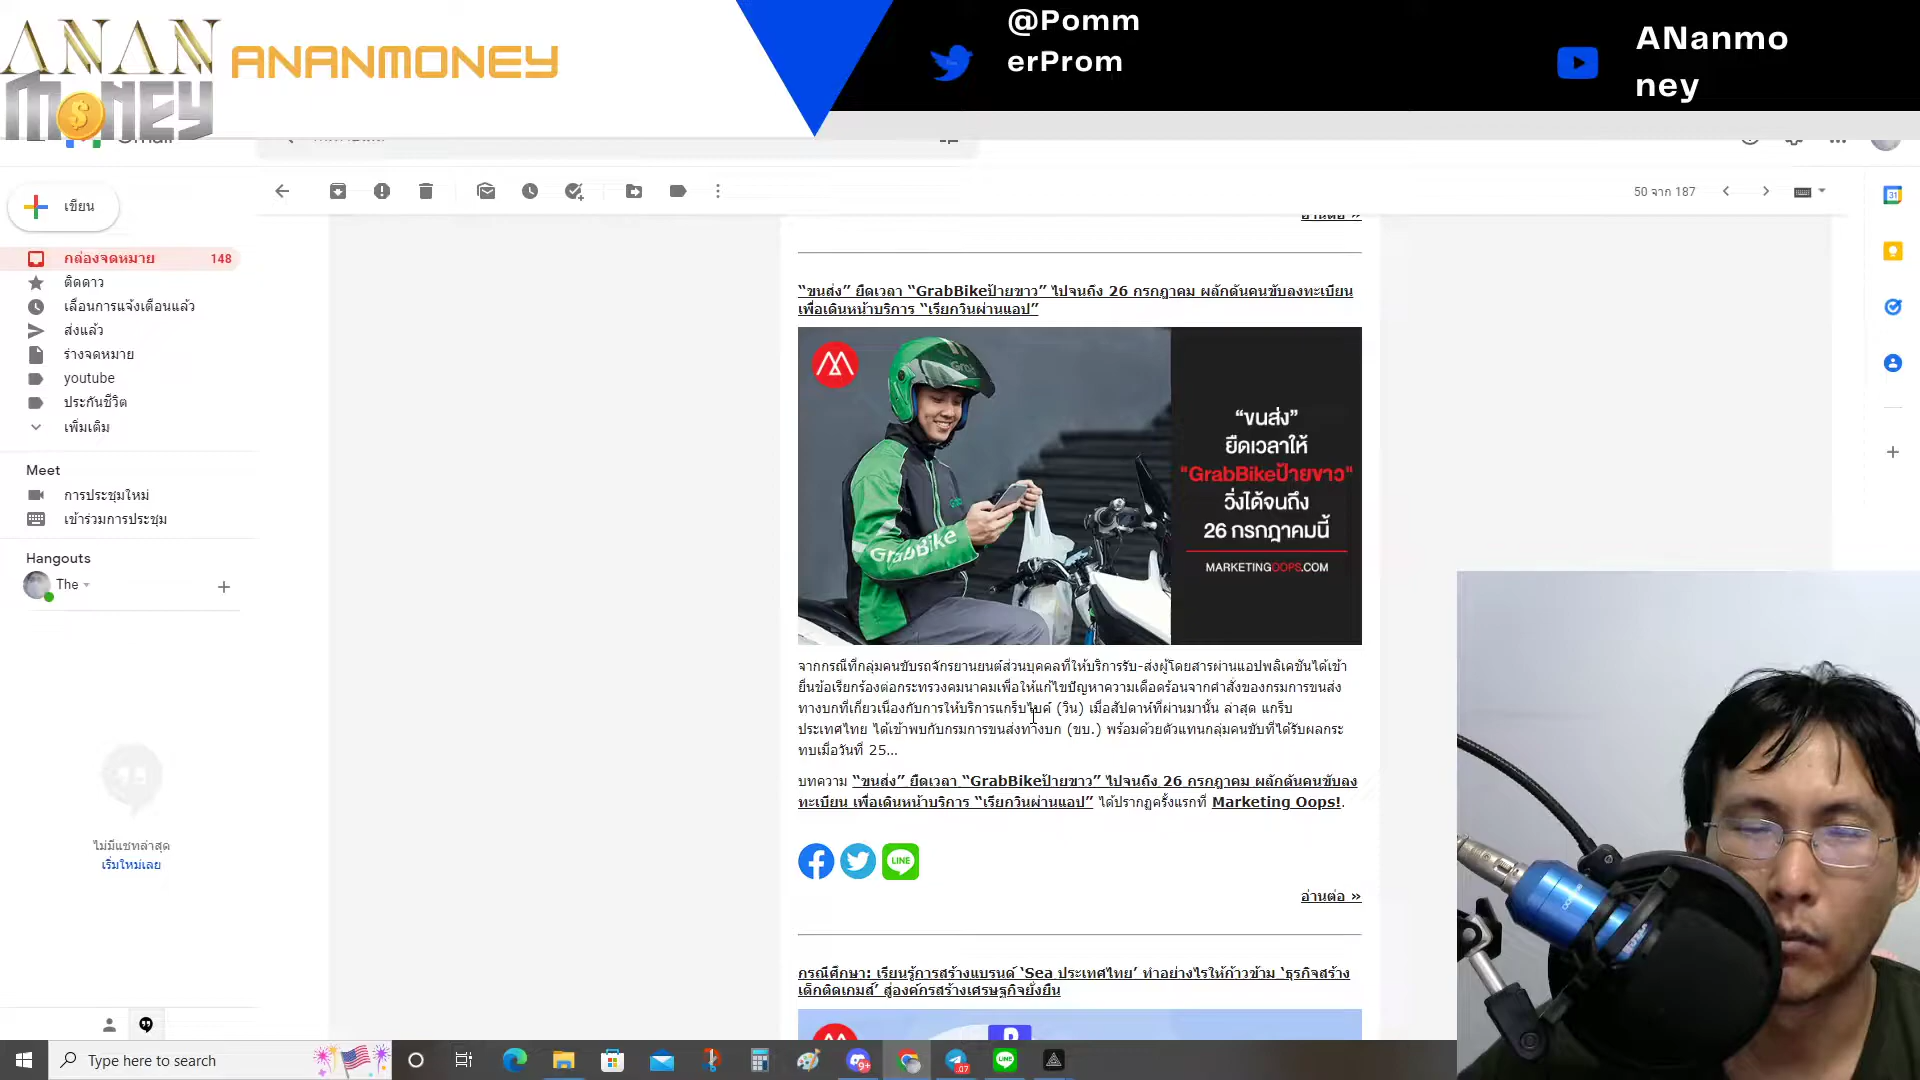 ANAN
MONEY
ANANMONEY
@Pomm
erProm
ANanmo
ney
Gmail
เขียน
50 จาก 187
กล่องจดหมาย 148
ติดดาว
เลื่อนการแจ้งเตือนแล้ว
ส่งแล้ว
ร่างจดหมาย
youtube
ประกันชีวิต
เพิ่มเติม
Meet
การประชุมใหม่
เข้าร่วมการประชุม
Hangouts
The
ไม่มีแชทล่าสุด
เริ่มใหม่เลย
อ่านต่อ »
“ขนส่ง” ยืดเวลา “GrabBikeป้ายขาว” ไปจนถึง 26 กรกฎาคม ผลักดันคนขับลงทะเบียน
เพื่อเดินหน้าบริการ “เรียกวินผ่านแอป”
Grab
GrabBike
“ขนส่ง”
ยืดเวลาให้
"GrabBikeป้ายขาว"
วิ่งได้จนถึง
26 กรกฎาคมนี้
MARKETINGOOPS.COM
จากกรณีที่กลุ่มคนขับรถจักรยานยนต์ส่วนบุคคลที่ให้บริการรับ-ส่งผู้โดยสารผ่านแอปพลิเคชันได้เข้า
ยื่นข้อเรียกร้องต่อกระทรวงคมนาคมเพื่อให้แก้ไขปัญหาความเดือดร้อนจากคำสั่งของกรมการขนส่ง
ทางบกที่เกี่ยวเนื่องกับการให้บริการแกร็บไบค์ (วิน) เมื่อสัปดาห์ที่ผ่านมานั้น ล่าสุด แกร็บ
ประเทศไทย ได้เข้าพบกับกรมการขนส่งทางบก (ขบ.) พร้อมด้วยตัวแทนกลุ่มคนขับที่ได้รับผลกระ
ทบเมื่อวันที่ 25...
บทความ “ขนส่ง” ยืดเวลา “GrabBikeป้ายขาว” ไปจนถึง 26 กรกฎาคม ผลักดันคนขับลง
ทะเบียน เพื่อเดินหน้าบริการ “เรียกวินผ่านแอป” ได้ปรากฏครั้งแรกที่ Marketing Oops!.
LINE
อ่านต่อ »
กรณีศึกษา: เรียนรู้การสร้างแบรนด์ ‘Sea ประเทศไทย’ ทำอย่างไรให้ก้าวข้าม ‘ธุรกิจสร้าง
เด็กติดเกมส์’ สู่องค์กรสร้างเศรษฐกิจยั่งยืน
Type here to search